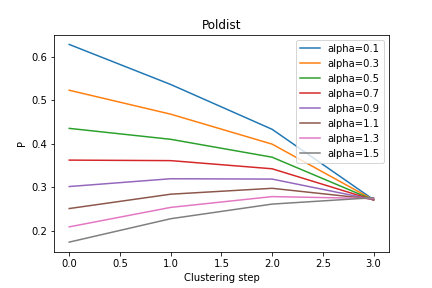 Poldist
P
0.6
0.5
0.4
0.3
0.2
alpha=0.1
alpha=0.3
alpha=0.5
alpha=0.7
alpha=0.9
alpha=1.1
alpha=1.3
alpha=1.5
0.0 0.5 1.0 1.5 2.0 2.5 3.0
Clustering step